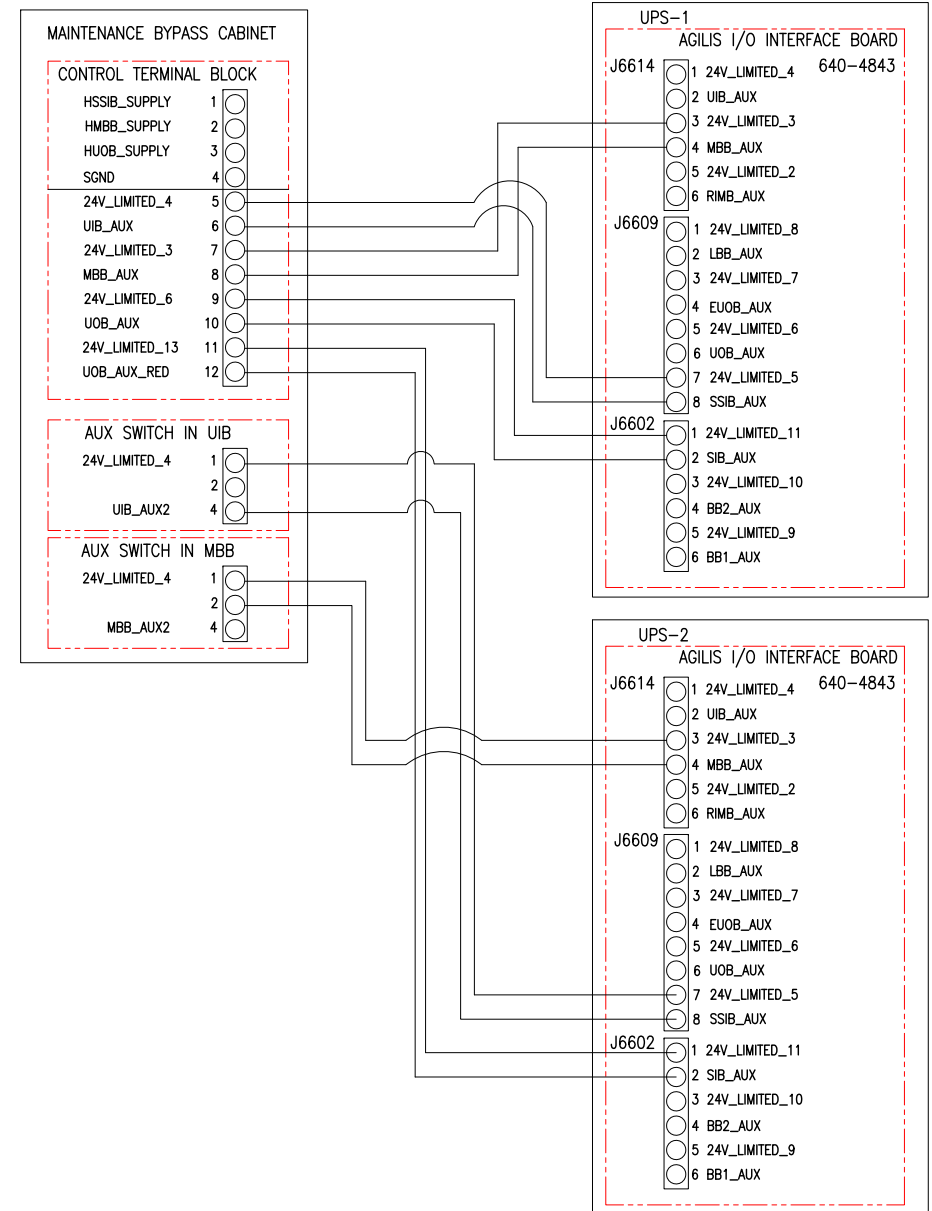 MAINTENANCE BYPASS CABINET
CONTROL TERMINAL BLOCK
HSSIB_SUPPLY 1
HMBB_SUPPLY 2
HUOB_SUPPLY 3
SGND 4
24V_LIMITED_4 5
UIB_AUX 6
24V_LIMITED_3 7
MBB_AUX 8
24V_LIMITED_6 9
UOB_AUX 10
24V_LIMITED_13 11
UOB_AUX_RED 12
AUX SWITCH IN UIB
24V_LIMITED_4 1
2
UIB_AUX2 4
AUX SWITCH IN MBB
24V_LIMITED_4 1
2
MBB_AUX2 4
UPS-1
AGILIS I/O INTERFACE BOARD
J6614 640-4843
1 24V_LIMITED_4
2 UIB_AUX
3 24V_LIMITED_3
4 MBB_AUX
5 24V_LIMITED_2
6 RIMB_AUX
J6609
1 24V_LIMITED_8
2 LBB_AUX
3 24V_LIMITED_7
4 EUOB_AUX
5 24V_LIMITED_6
6 UOB_AUX
7 24V_LIMITED_5
8 SSIB_AUX
J6602
1 24V_LIMITED_11
2 SIB_AUX
3 24V_LIMITED_10
4 BB2_AUX
5 24V_LIMITED_9
6 BB1_AUX
UPS-2
AGILIS I/O INTERFACE BOARD
J6614 640-4843
1 24V_LIMITED_4
2 UIB_AUX
3 24V_LIMITED_3
4 MBB_AUX
5 24V_LIMITED_2
6 RIMB_AUX
J6609
1 24V_LIMITED_8
2 LBB_AUX
3 24V_LIMITED_7
4 EUOB_AUX
5 24V_LIMITED_6
6 UOB_AUX
7 24V_LIMITED_5
8 SSIB_AUX
J6602
1 24V_LIMITED_11
2 SIB_AUX
3 24V_LIMITED_10
4 BB2_AUX
5 24V_LIMITED_9
6 BB1_AUX